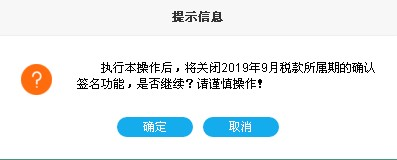 提示信息
执行本操作后，将关闭2019年9月税款所属期的确认
签名功能，是否继续？请谨慎操作！
确定
取消